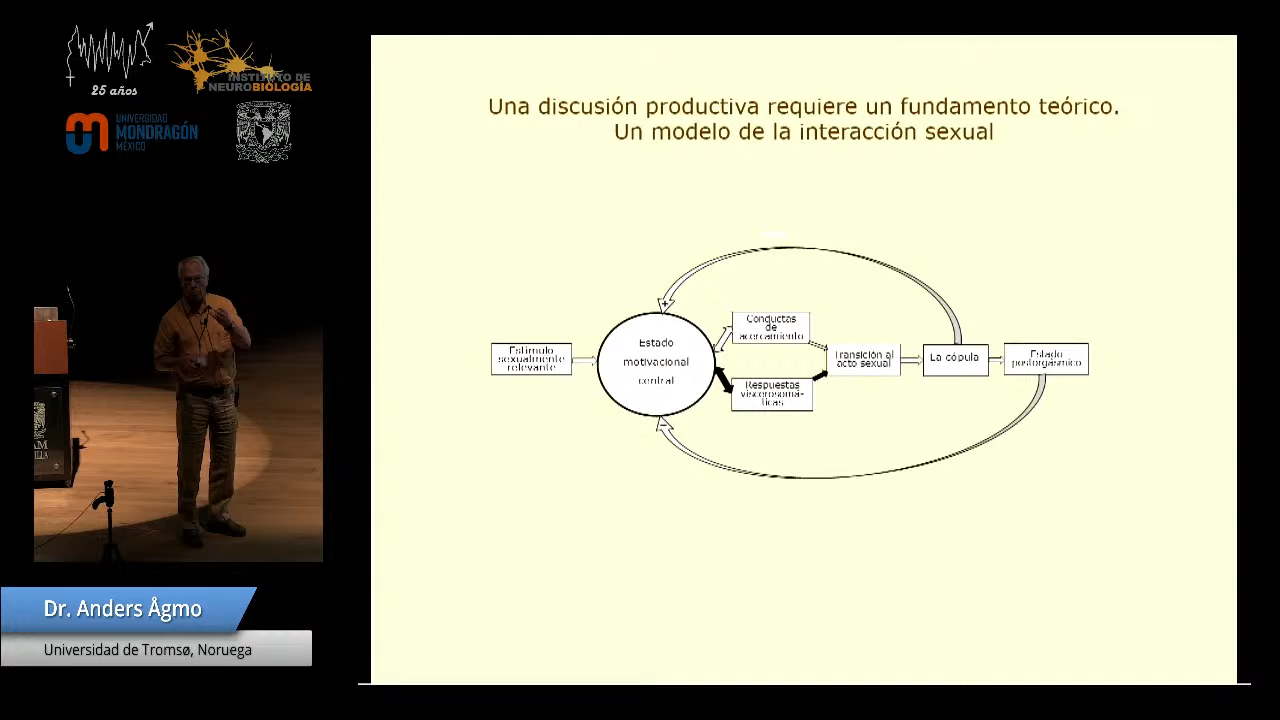 25 años
INSTITUTO DE
NEUROBIOLOGÍA
UNIVERSIDAD
MONDRAGÓN
MÉXICO
Una discusión productiva requiere un fundamento teórico.
Un modelo de la interacción sexual
+
Estímulo
sexualmente
relevante
Estado
motivacional
central
Conductas
de
acercamiento
Respuestas
viscerosomá-
ticas
Transición al
acto sexual
La cópula
Estado
postorgásmico
−
Dr. Anders Ågmo
Universidad de Tromsø, Noruega